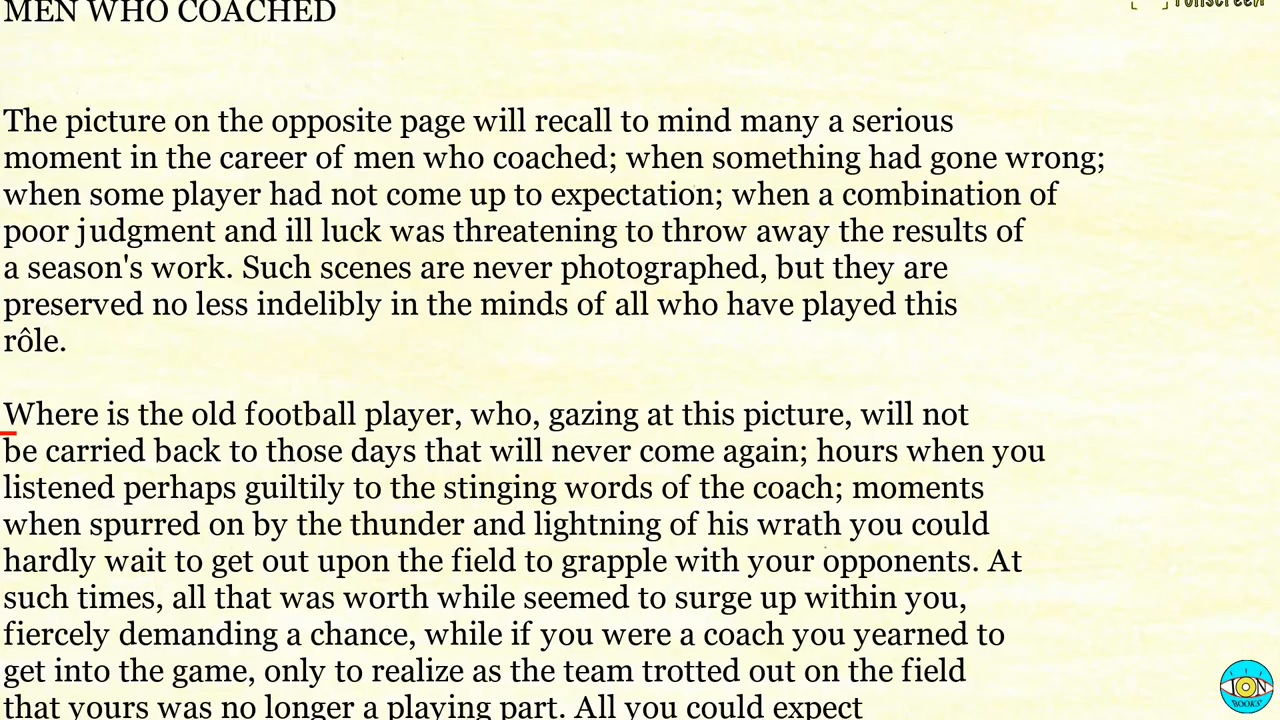 MEN WHO COACHED
Fullscreen
The picture on the opposite page will recall to mind many a serious
moment in the career of men who coached; when something had gone wrong;
when some player had not come up to expectation; when a combination of
poor judgment and ill luck was threatening to throw away the results of
a season's work. Such scenes are never photographed, but they are
preserved no less indelibly in the minds of all who have played this
rôle.
Where is the old football player, who, gazing at this picture, will not
be carried back to those days that will never come again; hours when you
listened perhaps guiltily to the stinging words of the coach; moments
when spurred on by the thunder and lightning of his wrath you could
hardly wait to get out upon the field to grapple with your opponents. At
such times, all that was worth while seemed to surge up within you,
fiercely demanding a chance, while if you were a coach you yearned to
get into the game, only to realize as the team trotted out on the field
that yours was no longer a playing part. All you could expect
ION
BOOKS